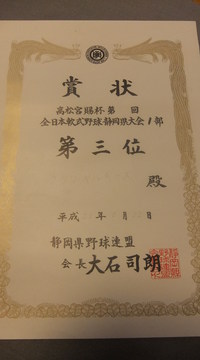 賞状
高松宮賜杯第 回
全日本軟式野球静岡県大会1部
第三位
殿
平成 年 月 日
静岡県野球連盟
会長 大石司朗